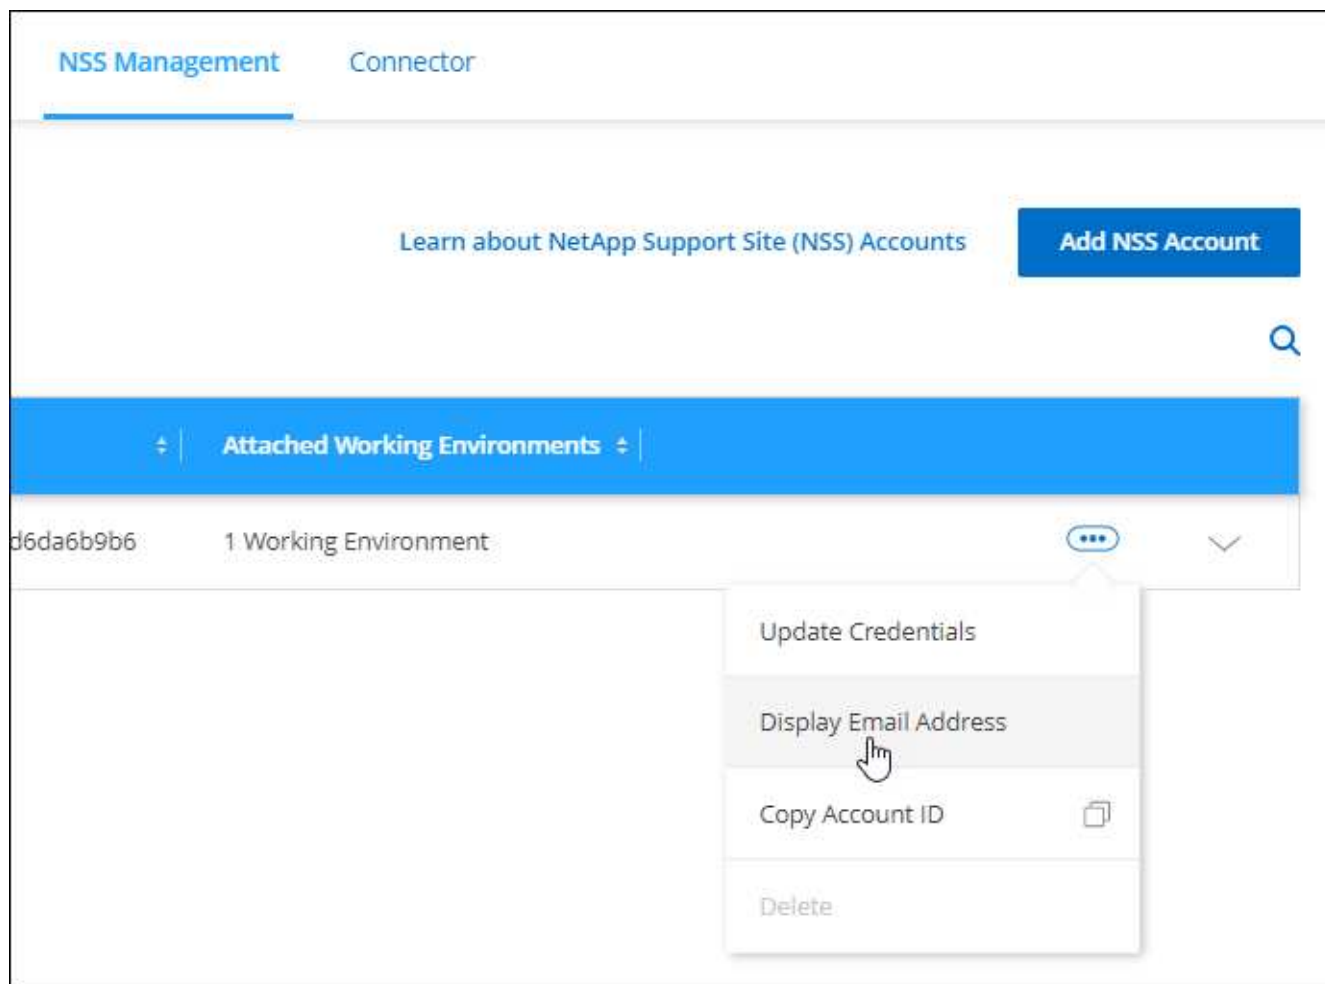 NSS Management Connector
Learn about NetApp Support Site (NSS) Accounts Add NSS Account
Attached Working Environments
d6da6b9b6 1 Working Environment
Update Credentials
Display Email Address
Copy Account ID
Delete